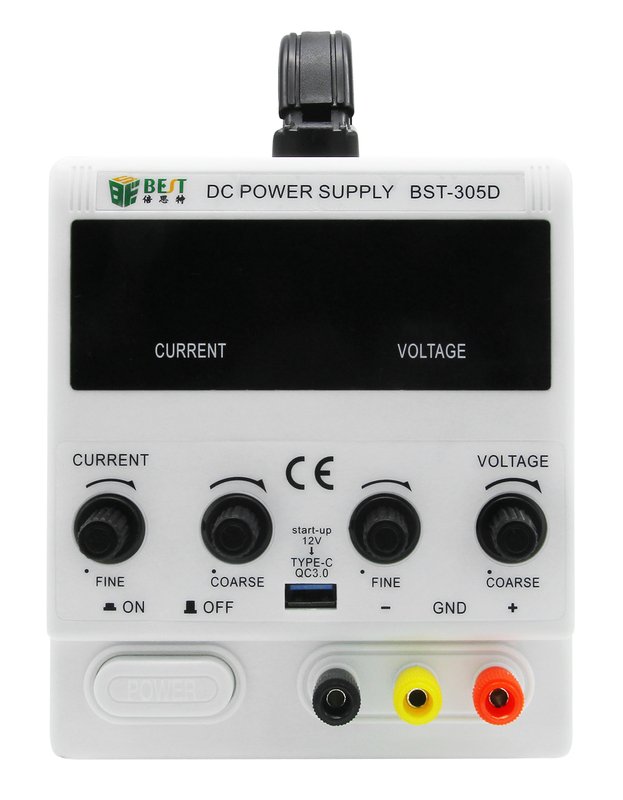 BEST
倍思特
DC POWER SUPPLY BST-305D
CURRENT VOLTAGE
CURRENT VOLTAGE
CE
start-up
12V
TYPE-C
QC3.0
FINE COARSE FINE COARSE
ON OFF - GND +
POWER